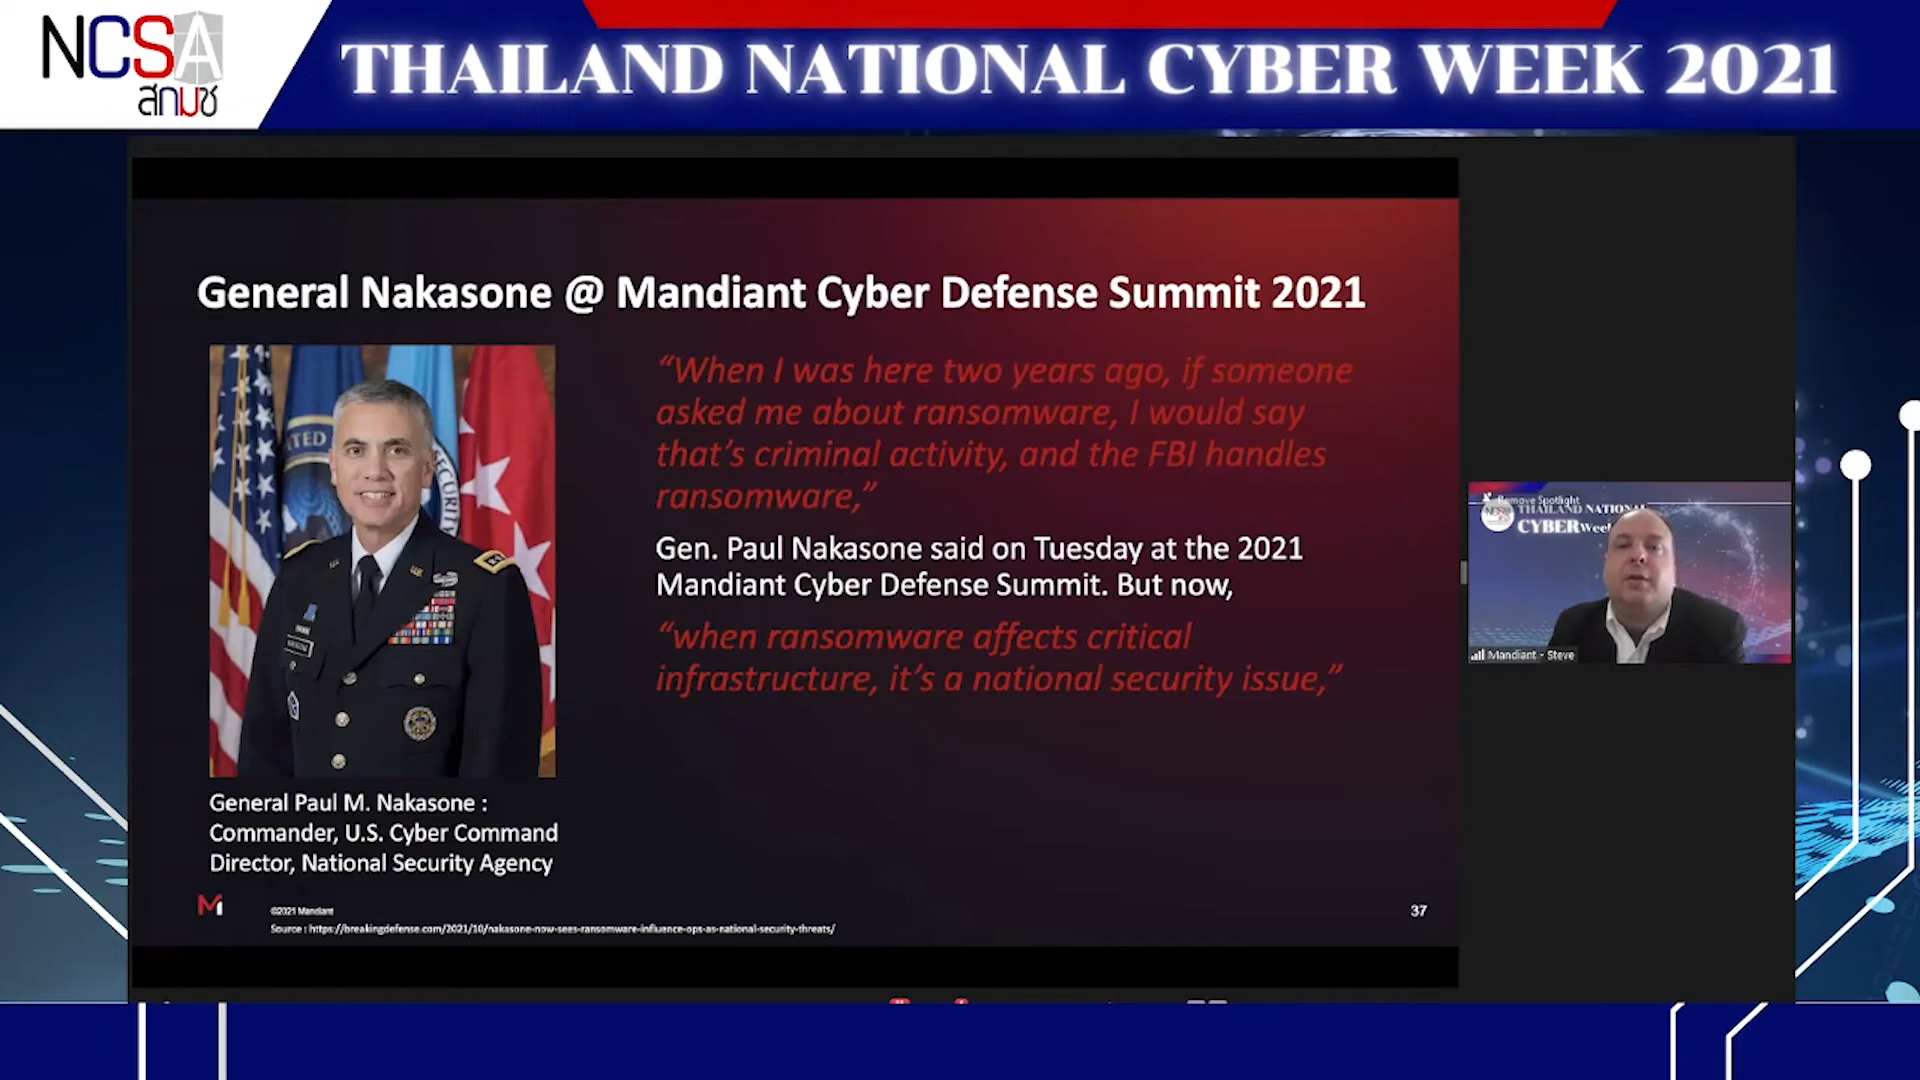 NCSA
สกมช
THAILAND NATIONAL CYBER WEEK 2021
General Nakasone @ Mandiant Cyber Defense Summit 2021
“When I was here two years ago, if someone
asked me about ransomware, I would say
that’s criminal activity, and the FBI handles
ransomware,”
Gen. Paul Nakasone said on Tuesday at the 2021
Mandiant Cyber Defense Summit. But now,
“when ransomware affects critical
infrastructure, it’s a national security issue,”
General Paul M. Nakasone :
Commander, U.S. Cyber Command
Director, National Security Agency
©2021 Mandiant
Source : https://breakingdefense.com/2021/10/nakasone-now-sees-ransomware-influence-ops-as-national-security-threats/
37
Remove Spotlight
THAILAND NATIONAL
CYBER Week
Mandiant - Steve